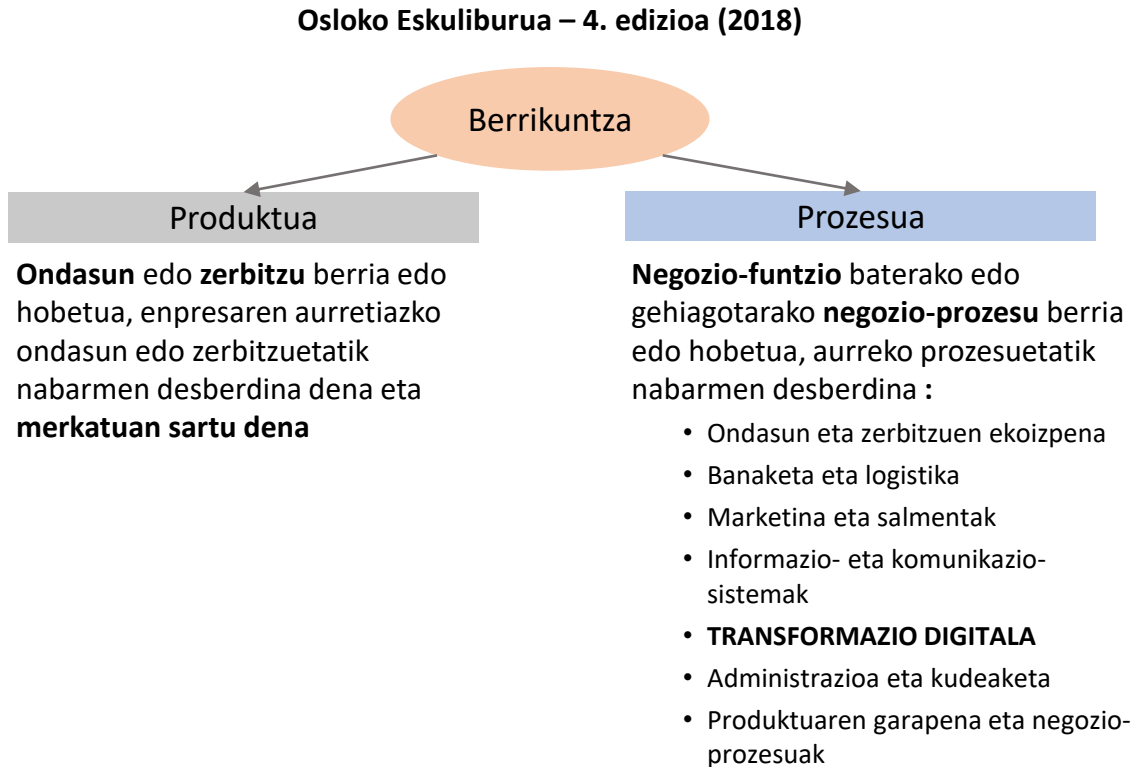 Osloko Eskuliburua – 4. edizioa (2018)
Berrikuntza
Produktua
Ondasun edo zerbitzu berria edo
hobetua, enpresaren aurretiazko
ondasun edo zerbitzuetatik
nabarmen desberdina dena eta
merkatuan sartu dena
Prozesua
Negozio-funtzio baterako edo
gehiagotarako negozio-prozesu berria
edo hobetua, aurreko prozesuetatik
nabarmen desberdina :
• Ondasun eta zerbitzuen ekoizpena
• Banaketa eta logistika
• Marketina eta salmentak
• Informazio- eta komunikazio-
sistemak
• TRANSFORMAZIO DIGITALA
• Administrazioa eta kudeaketa
• Produktuaren garapena eta negozio-
prozesuak